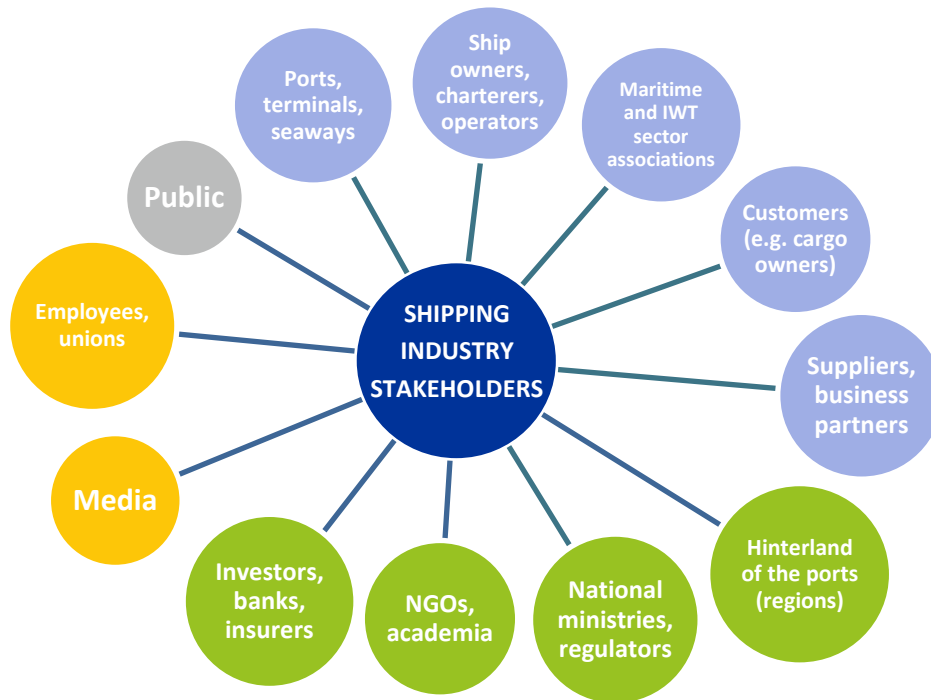 Ship
owners,
charterers,
operators
Ports,
terminals,
seaways
Maritime
and IWT
sector
associations
Public
Customers
(e.g. cargo
owners)
Employees,
unions
SHIPPING
INDUSTRY
STAKEHOLDERS
Suppliers,
business
partners
Media
Hinterland
of the ports
(regions)
Investors,
banks,
insurers
NGOs,
academia
National
ministries,
regulators